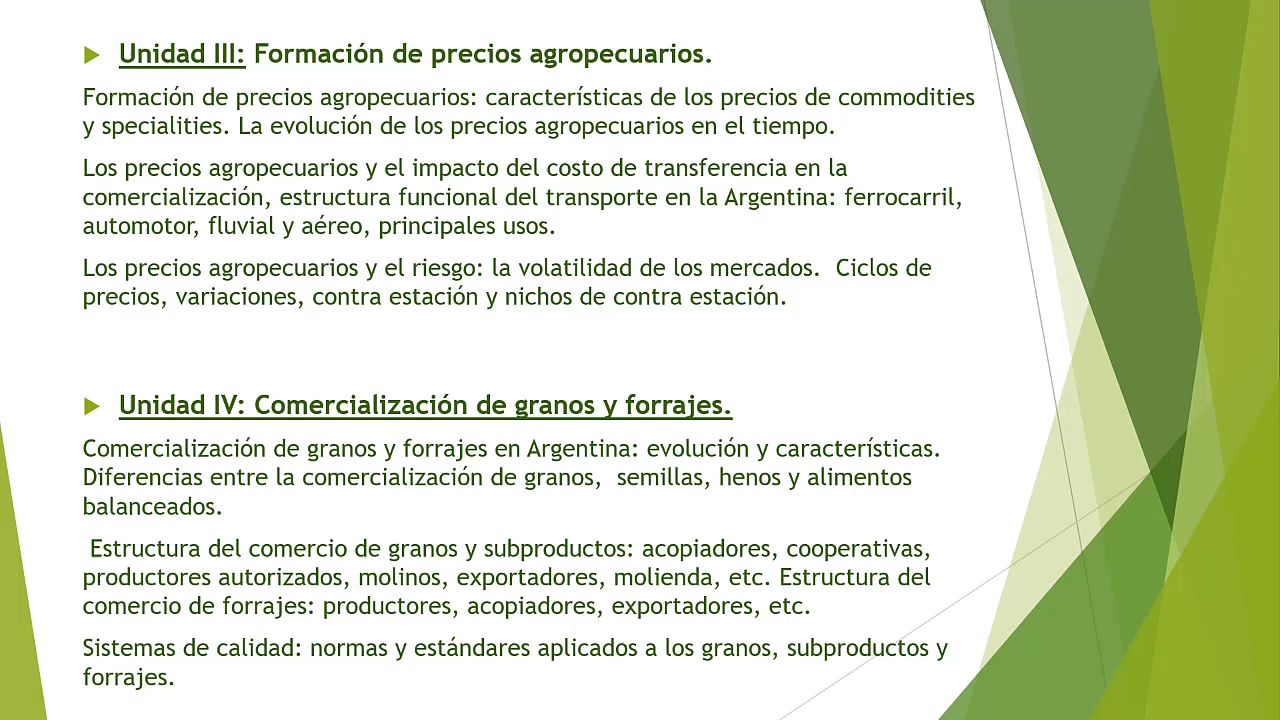 Unidad III: Formación de precios agropecuarios.
Formación de precios agropecuarios: características de los precios de commodities
y specialities. La evolución de los precios agropecuarios en el tiempo.
Los precios agropecuarios y el impacto del costo de transferencia en la
comercialización, estructura funcional del transporte en la Argentina: ferrocarril,
automotor, fluvial y aéreo, principales usos.
Los precios agropecuarios y el riesgo: la volatilidad de los mercados.  Ciclos de
precios, variaciones, contra estación y nichos de contra estación.
Unidad IV: Comercialización de granos y forrajes.
Comercialización de granos y forrajes en Argentina: evolución y características.
Diferencias entre la comercialización de granos,  semillas, henos y alimentos
balanceados.
Estructura del comercio de granos y subproductos: acopiadores, cooperativas,
productores autorizados, molinos, exportadores, molienda, etc. Estructura del
comercio de forrajes: productores, acopiadores, exportadores, etc.
Sistemas de calidad: normas y estándares aplicados a los granos, subproductos y
forrajes.